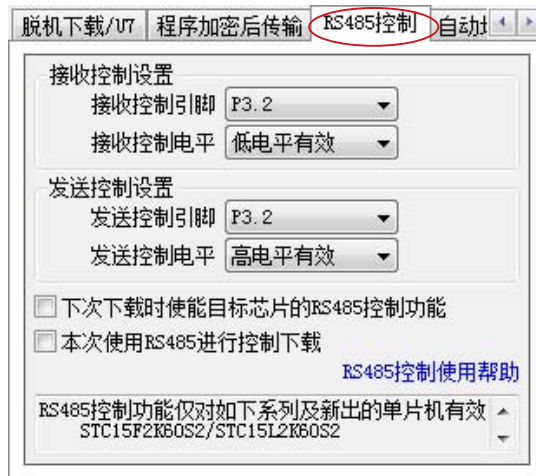 脱机下载/U7 程序加密后传输 RS485控制
接收控制设置
接收控制引脚 P3.2
接收控制电平 低电平有效
发送控制设置
发送控制引脚 P3.2
发送控制电平 高电平有效
下次下载时使能目标芯片的RS485控制功能
本次使用RS485进行控制下载
RS485控制使用帮助
RS485控制功能仅对如下系列及新出的单片机有效
STC15F2K60S2/STC15L2K60S2